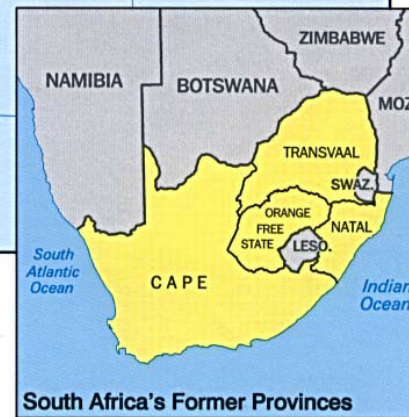 ZIMBABWE
NAMIBIA
BOTSWANA
MOZ
TRANSVAAL
SWAZ.
ORANGE
FREE
STATE
NATAL
LESO.
South
Atlantic
Ocean
CAPE
Indian
Ocean
South Africa's Former Provinces